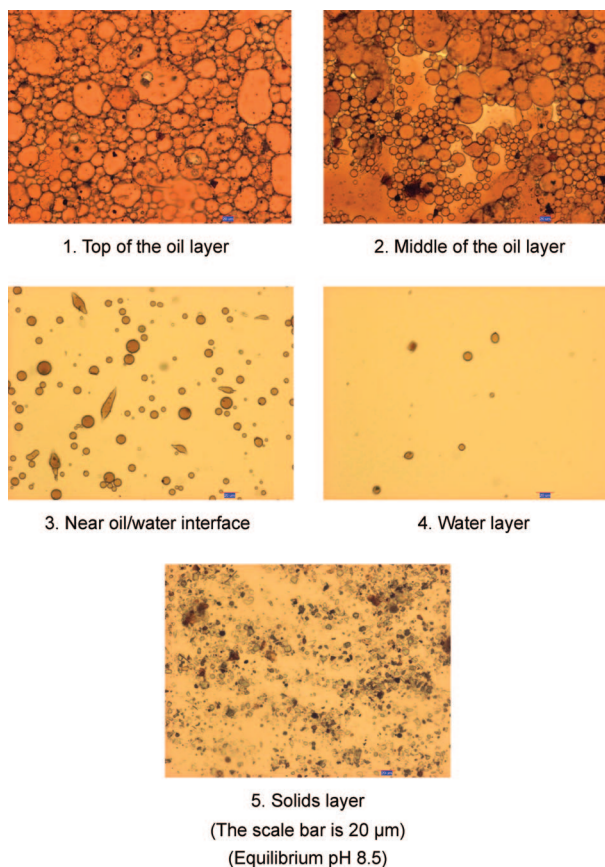 1. Top of the oil layer
2. Middle of the oil layer
3. Near oil/water interface
4. Water layer
5. Solids layer
(The scale bar is 20 μm)
(Equilibrium pH 8.5)